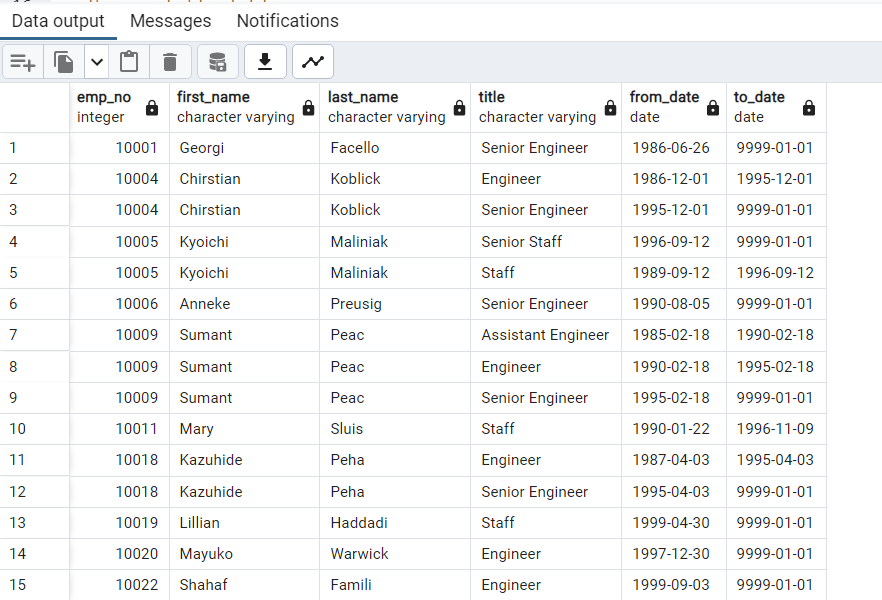 Data output Messages Notifications
emp_no first_name last_name title from_date to_date
integer character varying character varying character varying date date
1 10001 Georgi Facello Senior Engineer 1986-06-26 9999-01-01
2 10004 Chirstian Koblick Engineer 1986-12-01 1995-12-01
3 10004 Chirstian Koblick Senior Engineer 1995-12-01 9999-01-01
4 10005 Kyoichi Maliniak Senior Staff 1996-09-12 9999-01-01
5 10005 Kyoichi Maliniak Staff 1989-09-12 1996-09-12
6 10006 Anneke Preusig Senior Engineer 1990-08-05 9999-01-01
7 10009 Sumant Peac Assistant Engineer 1985-02-18 1990-02-18
8 10009 Sumant Peac Engineer 1990-02-18 1995-02-18
9 10009 Sumant Peac Senior Engineer 1995-02-18 9999-01-01
10 10011 Mary Sluis Staff 1990-01-22 1996-11-09
11 10018 Kazuhide Peha Engineer 1987-04-03 1995-04-03
12 10018 Kazuhide Peha Senior Engineer 1995-04-03 9999-01-01
13 10019 Lillian Haddadi Staff 1999-04-30 9999-01-01
14 10020 Mayuko Warwick Engineer 1997-12-30 9999-01-01
15 10022 Shahaf Famili Engineer 1999-09-03 9999-01-01